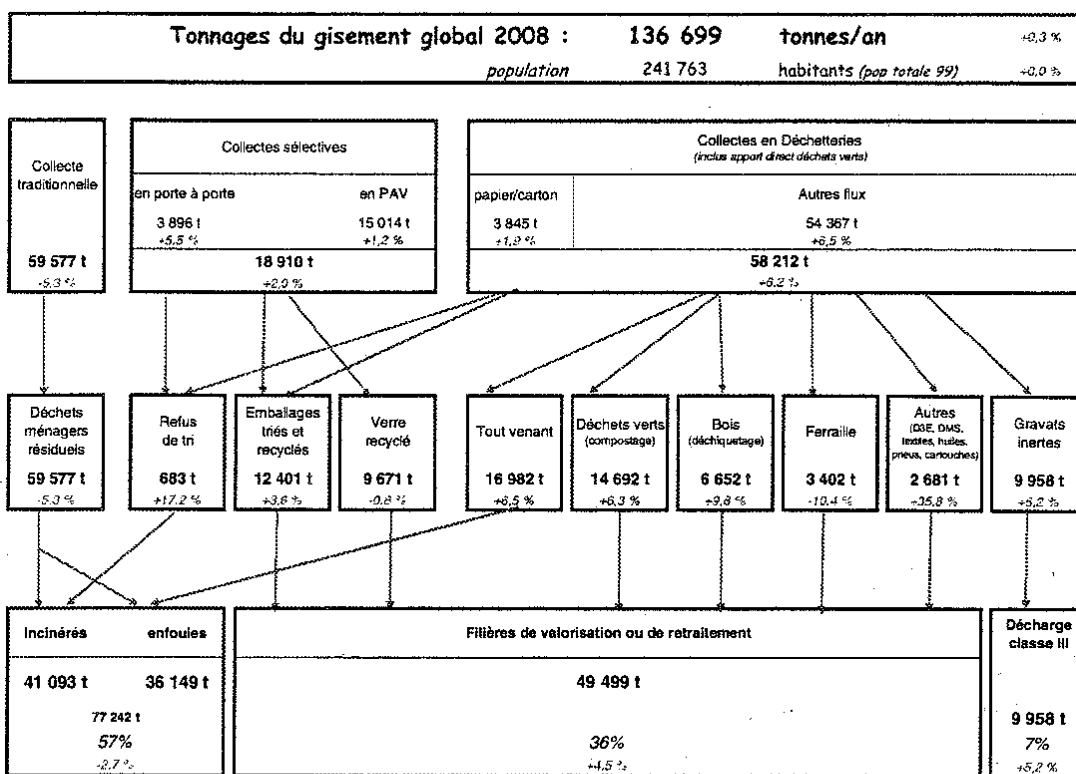 Tonnages du gisement global 2008 : 136 699 tonnes/an +0,3 %
population 241 763 habitants (pop totale 99) +0,0 %
Collecte
traditionnelle
59 577 t
-5,3 %
Collectes sélectives
en porte à porte en PAV
3 896 t 15 014 t
+5,5 % +1,2 %
18 910 t
+2,0 %
Collectes en Déchetteries
(inclus apport direct déchets verts)
papier/carton Autres flux
3 845 t 54 367 t
+1,9 % +6,5 %
58 212 t
+6,2 %
Déchets
ménagers
résiduels
59 577 t
-5,3 %
Refus
de tri
683 t
+17,2 %
Emballages
triés et
recyclés
12 401 t
+3,6 %
Verre
recyclé
9 671 t
-0,8 %
Tout venant
16 982 t
+6,5 %
Déchets verts
(compostage)
14 692 t
+6,3 %
Bois
(déchiquetage)
6 652 t
+9,8 %
Ferraille
3 402 t
-10,4 %
Autres
(D3E, DMS,
textiles, huiles,
pneus, cartouches)
2 681 t
+35,8 %
Gravats
inertes
9 958 t
+5,2 %
Incinérés enfouies
41 093 t 36 149 t
77 242 t
57%
-2,7 %
Filières de valorisation ou de retraitement
49 499 t
36%
+4,5 %
Décharge
classe III
9 958 t
7%
+5,2 %